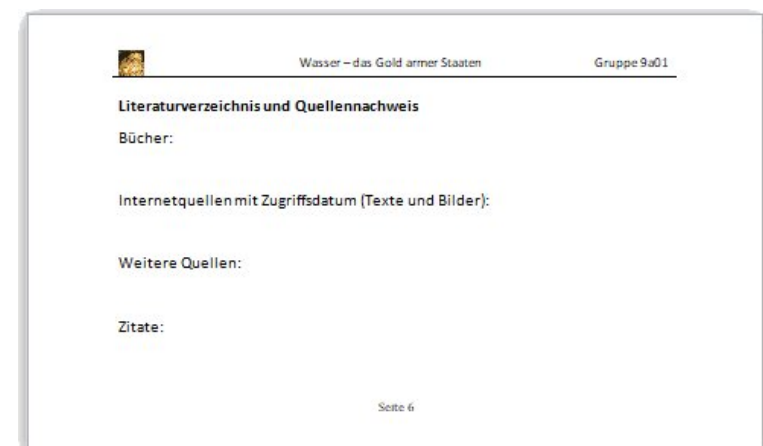 Wasser – das Gold armer Staaten Gruppe 9a01
Literaturverzeichnis und Quellennachweis
Bücher:
Internetquellen mit Zugriffsdatum (Texte und Bilder):
Weitere Quellen:
Zitate:
Seite 6